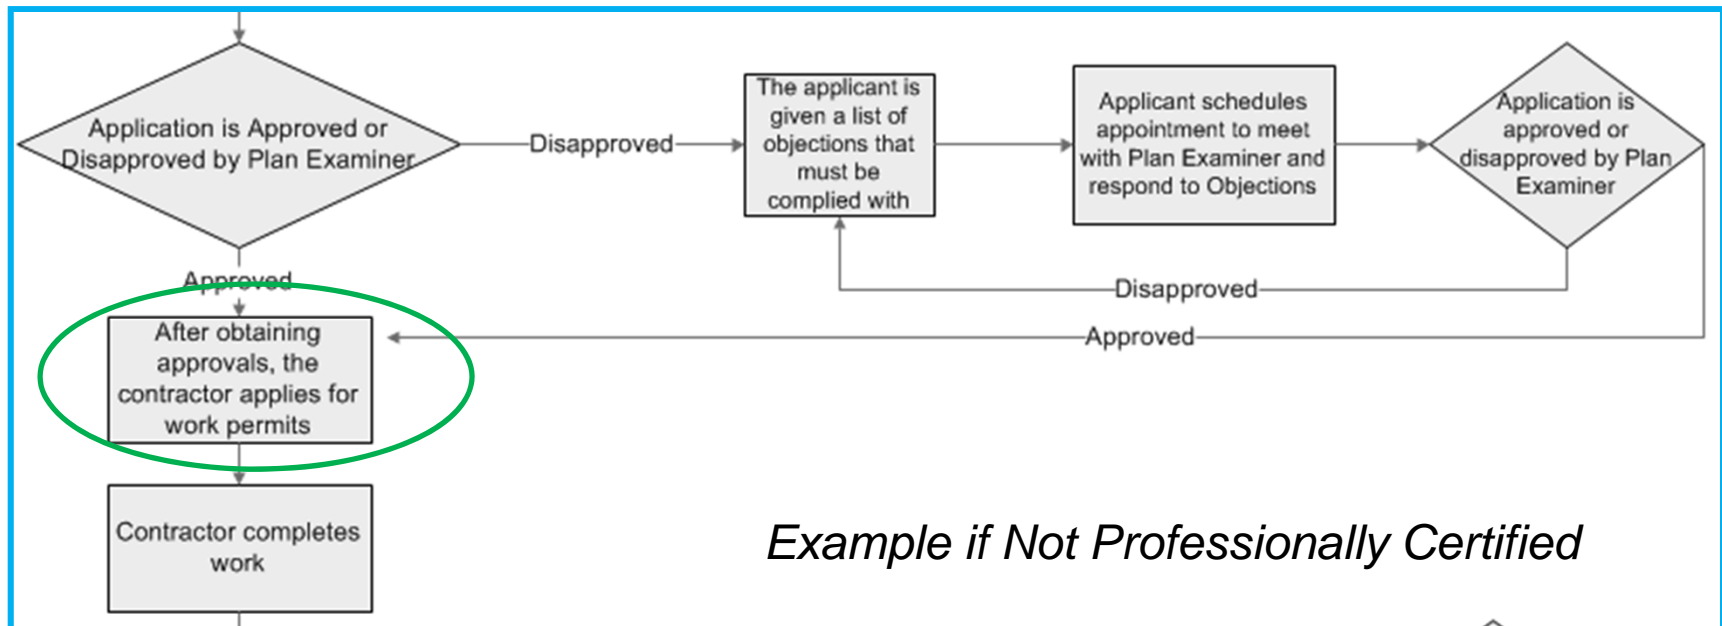 Application is Approved or
Disapproved by Plan Examiner
Disapproved
The applicant is
given a list of
objections that
must be
complied with
Applicant schedules
appointment to meet
with Plan Examiner and
respond to Objections
Application is
approved or
disapproved by Plan
Examiner
Approved
Disapproved
Approved
After obtaining
approvals, the
contractor applies for
work permits
Contractor completes
work
Example if Not Professionally Certified